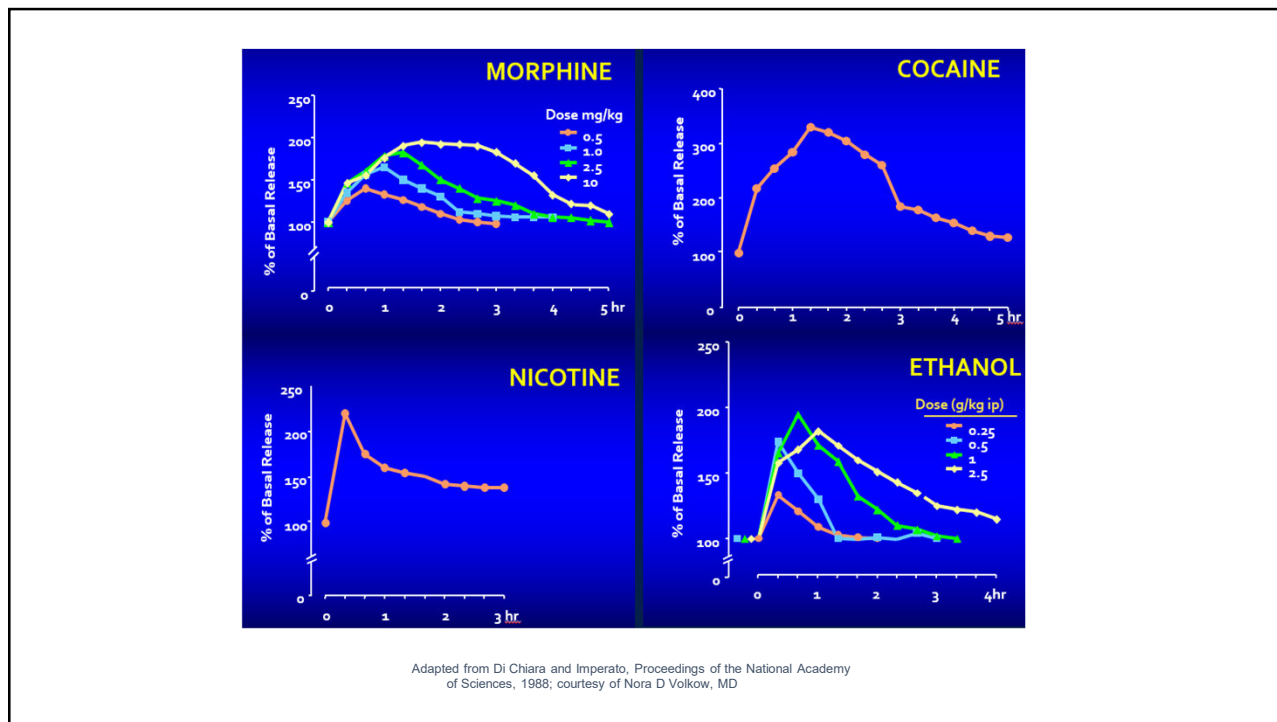 MORPHINE
% of Basal Release
250
200
150
100
0
Dose mg/kg
0.5
1.0
2.5
10
0 1 2 3 4 5 hr
COCAINE
% of Basal Release
400
300
200
100
0
0 1 2 3 4 5 hr
NICOTINE
% of Basal Release
250
200
150
100
0
0 1 2 3 hr
ETHANOL
% of Basal Release
250
200
150
100
0
Dose (g/kg ip)
0.25
0.5
1
2.5
0 1 2 3 4hr
Adapted from Di Chiara and Imperato, Proceedings of the National Academy
of Sciences, 1988; courtesy of Nora D Volkow, MD